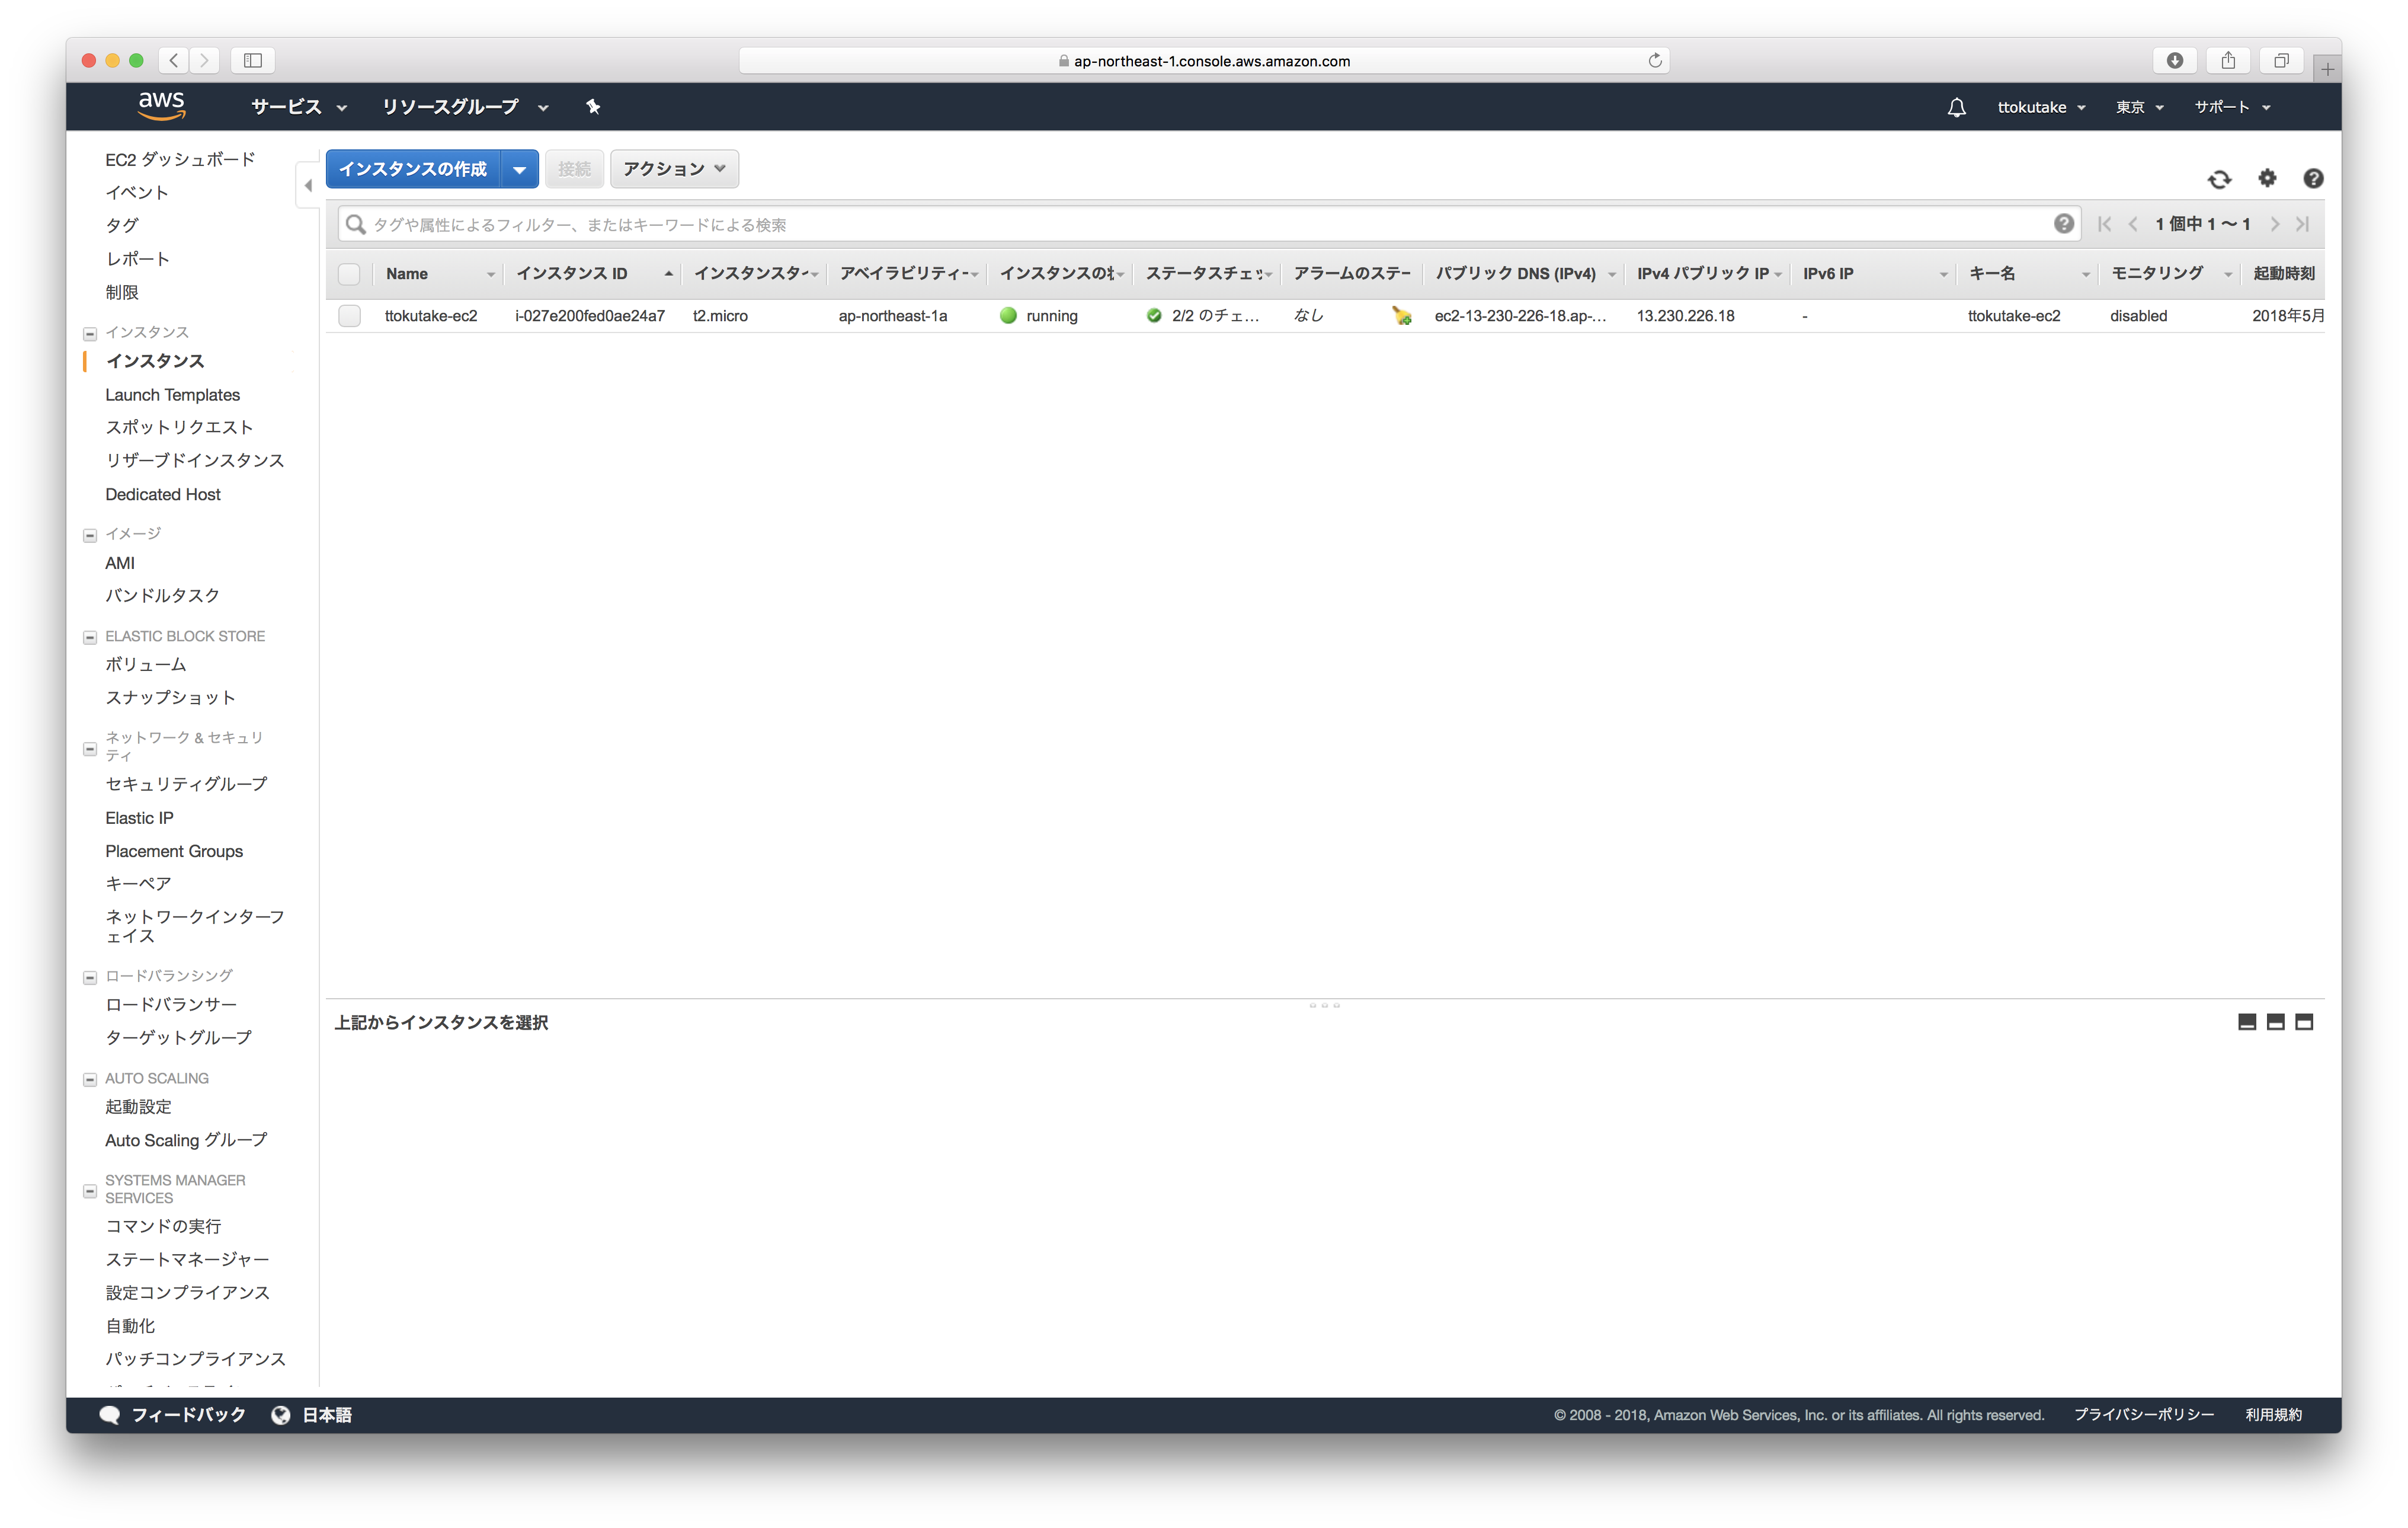 ap-northeast-1.console.aws.amazon.com
aws サービス リソースグループ ttokutake 東京 サポート
EC2 ダッシュボード
イベント
タグ
レポート
制限
インスタンス
インスタンス
Launch Templates
スポットリクエスト
リザーブドインスタンス
Dedicated Host
イメージ
AMI
バンドルタスク
ELASTIC BLOCK STORE
ボリューム
スナップショット
ネットワーク & セキュリ
ティ
セキュリティグループ
Elastic IP
Placement Groups
キーペア
ネットワークインターフ
ェイス
ロードバランシング
ロードバランサー
ターゲットグループ
AUTO SCALING
起動設定
Auto Scaling グループ
SYSTEMS MANAGER
SERVICES
コマンドの実行
ステートマネージャー
設定コンプライアンス
自動化
パッチコンプライアンス
インスタンスの作成 接続 アクション
タグや属性によるフィルター、またはキーワードによる検索 1 個中 1 〜 1
Name インスタンス ID インスタンスタ アベイラビリティー インスタンスの ステータスチェッ アラームのステー パブリック DNS (IPv4) IPv4 パブリック IP IPv6 IP キー名 モニタリング 起動時刻
ttokutake-ec2 i-027e200fed0ae24a7 t2.micro ap-northeast-1a running 2/2 のチェ… なし ec2-13-230-226-18.ap-… 13.230.226.18 - ttokutake-ec2 disabled 2018年5月
上記からインスタンスを選択
フィードバック 日本語 © 2008 - 2018, Amazon Web Services, Inc. or its affiliates. All rights reserved. プライバシーポリシー 利用規約